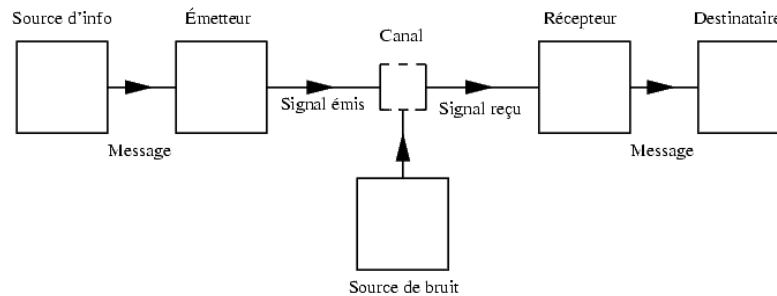 Source d'info
Émetteur
Canal
Récepteur
Destinataire
Signal émis
Signal reçu
Message
Message
Source de bruit